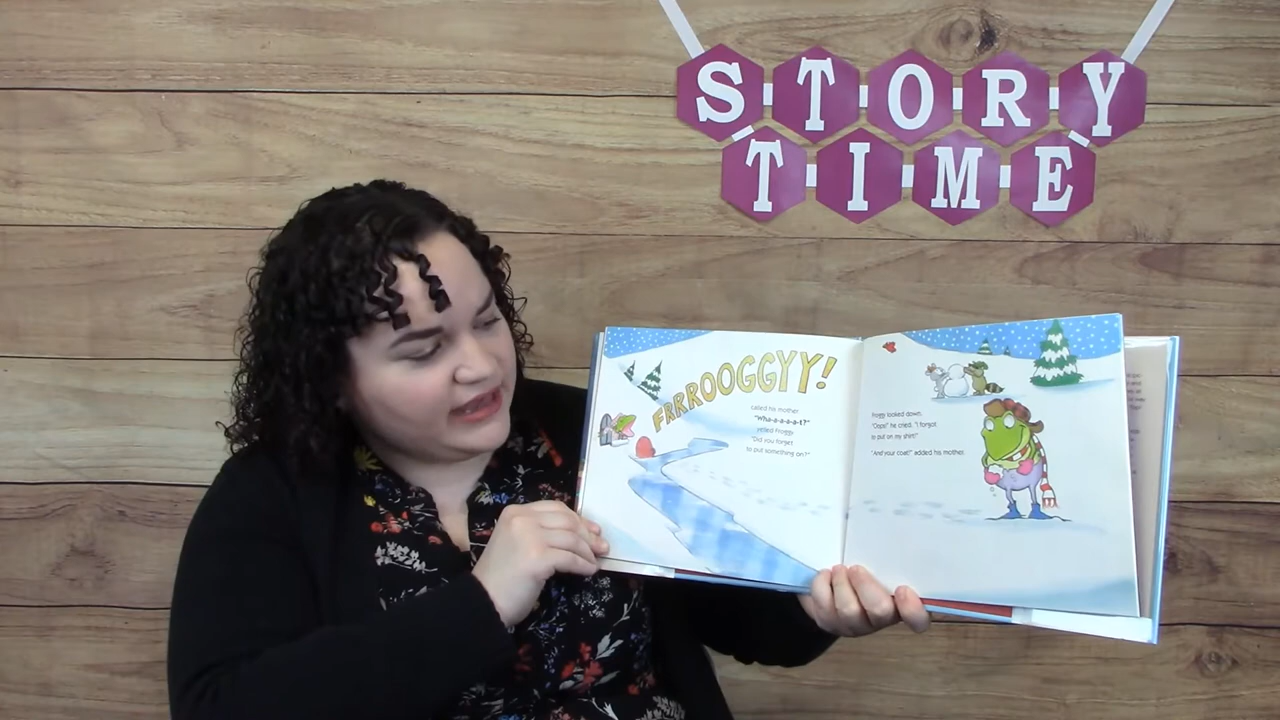 STORY
TIME
FRRROOGGYY!
called his mother.
"Wha-a-a-a-t?"
yelled Froggy.
"Did you forget
to put something on?"
Froggy looked down.
"Oops!" he cried. "I forgot
to put on my shirt!"
"And your coat!" added his mother.